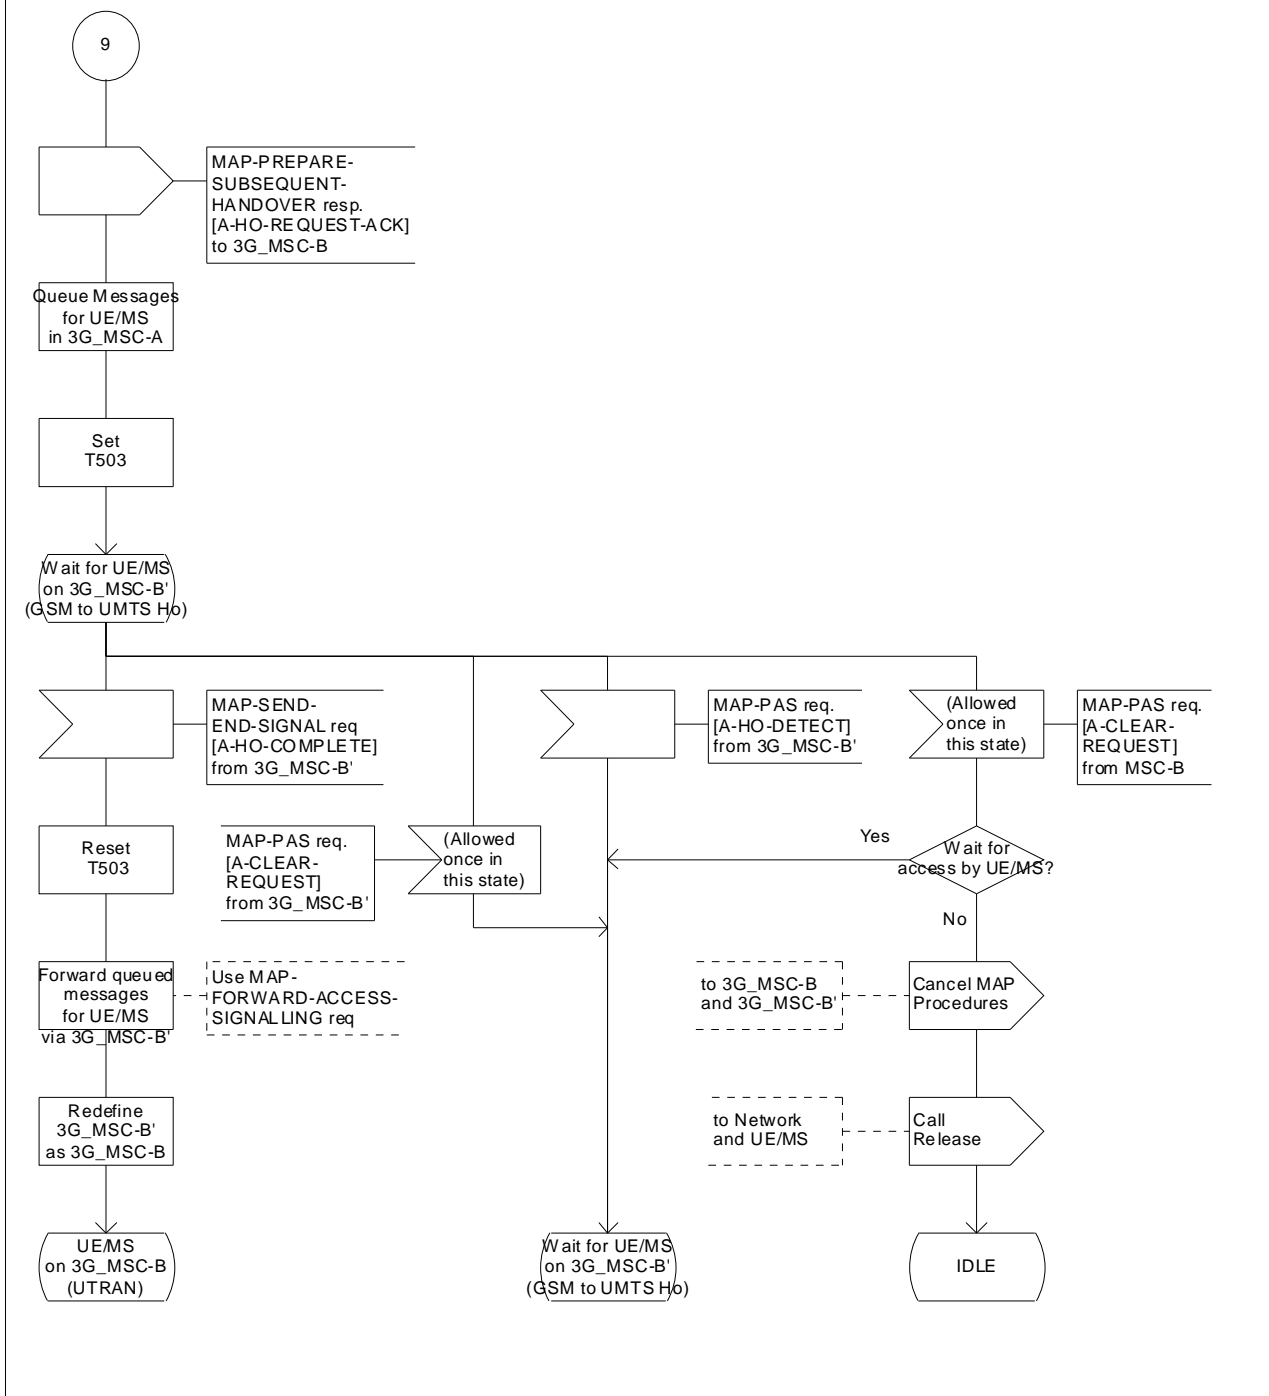 9
MAP-PREPARE-
SUBSEQUENT-
HANDOVER resp.
[A-HO-REQUEST-ACK]
to 3G_MSC-B
Queue Messages
for UE/MS
in 3G_MSC-A
Set
T503
Wait for UE/MS
on 3G_MSC-B'
(GSM to UMTS Ho)
MAP-SEND-
END-SIGNAL req
[A-HO-COMPLETE]
from 3G_MSC-B'
MAP-PAS req.
[A-HO-DETECT]
from 3G_MSC-B'
(Allowed
once in
this state)
MAP-PAS req.
[A-CLEAR-
REQUEST]
from MSC-B
Reset
T503
MAP-PAS req.
[A-CLEAR-
REQUEST]
from 3G_MSC-B'
(Allowed
once in
this state)
Yes
Wait for
access by UE/MS?
No
Forward queued
messages
for UE/MS
via 3G_MSC-B'
Use MAP-
FORWARD-ACCESS-
SIGNALLING req
to 3G_MSC-B
and 3G_MSC-B'
Cancel MAP
Procedures
Redefine
3G_MSC-B'
as 3G_MSC-B
to Network
and UE/MS
Call
Release
UE/MS
on 3G_MSC-B
(UTRAN)
Wait for UE/MS
on 3G_MSC-B'
(GSM to UMTS Ho)
IDLE